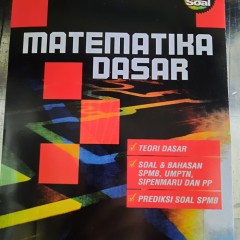 Soal
MATEMATIKA
DASAR
TEORI DASAR
SOAL & BAHASAN
SPMB, UMPTN,
SIPENMARU DAN PP
PREDIKSI SOAL SPMB